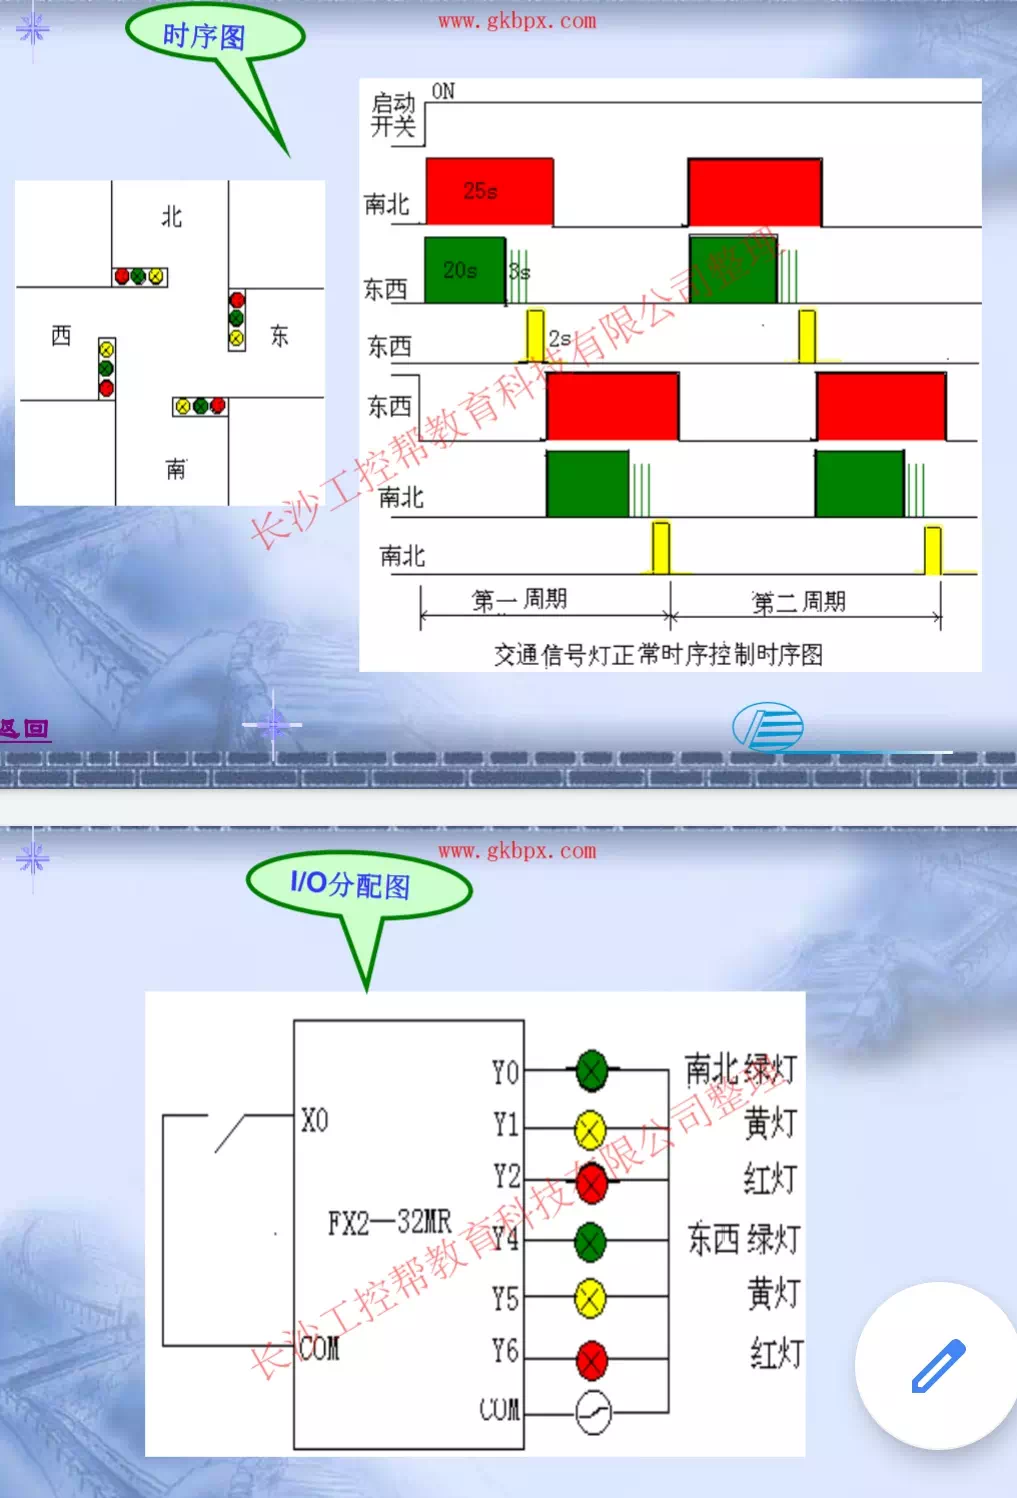 www.gkbpx.com
时序图
ON
启动
开关
南北
25s
东西
20s
3s
东西
2s
东西
南北
南北
第一周期
第二周期
交通信号灯正常时序控制时序图
北
西
东
南
长沙工控帮教育科技有限公司整理
返回
www.gkbpx.com
I/O分配图
X0
FX2-32MR
COM
Y0
南北绿灯
Y1
黄灯
Y2
红灯
Y4
东西绿灯
Y5
黄灯
Y6
红灯
COM
长沙工控帮教育科技有限公司整理